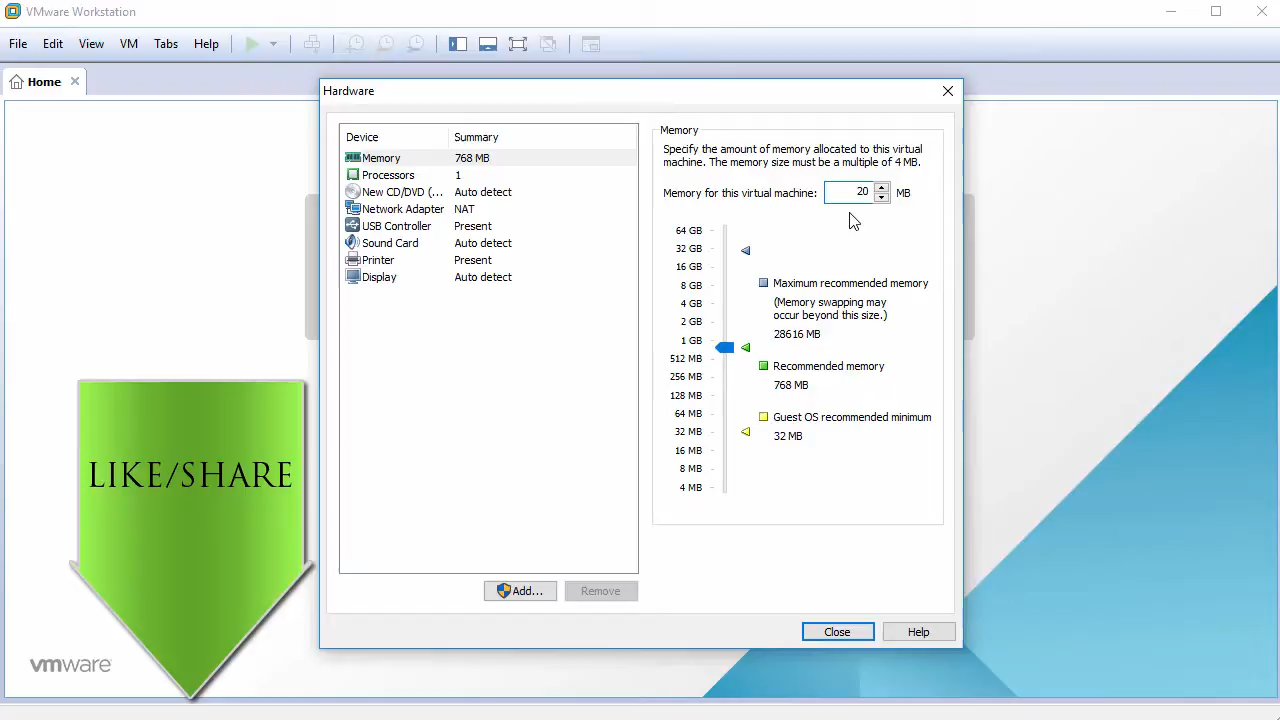 VMware Workstation
File Edit View VM Tabs Help
Home
Hardware
Device Summary
Memory 768 MB
Processors 1
New CD/DVD (... Auto detect
Network Adapter NAT
USB Controller Present
Sound Card Auto detect
Printer Present
Display Auto detect
Add... Remove
Memory
Specify the amount of memory allocated to this virtual
machine. The memory size must be a multiple of 4 MB.
Memory for this virtual machine: 20 MB
64 GB
32 GB
16 GB
8 GB
4 GB
2 GB
1 GB
512 MB
256 MB
128 MB
64 MB
32 MB
16 MB
8 MB
4 MB
Maximum recommended memory
(Memory swapping may
occur beyond this size.)
28616 MB
Recommended memory
768 MB
Guest OS recommended minimum
32 MB
Close Help
LIKE/SHARE
vmware